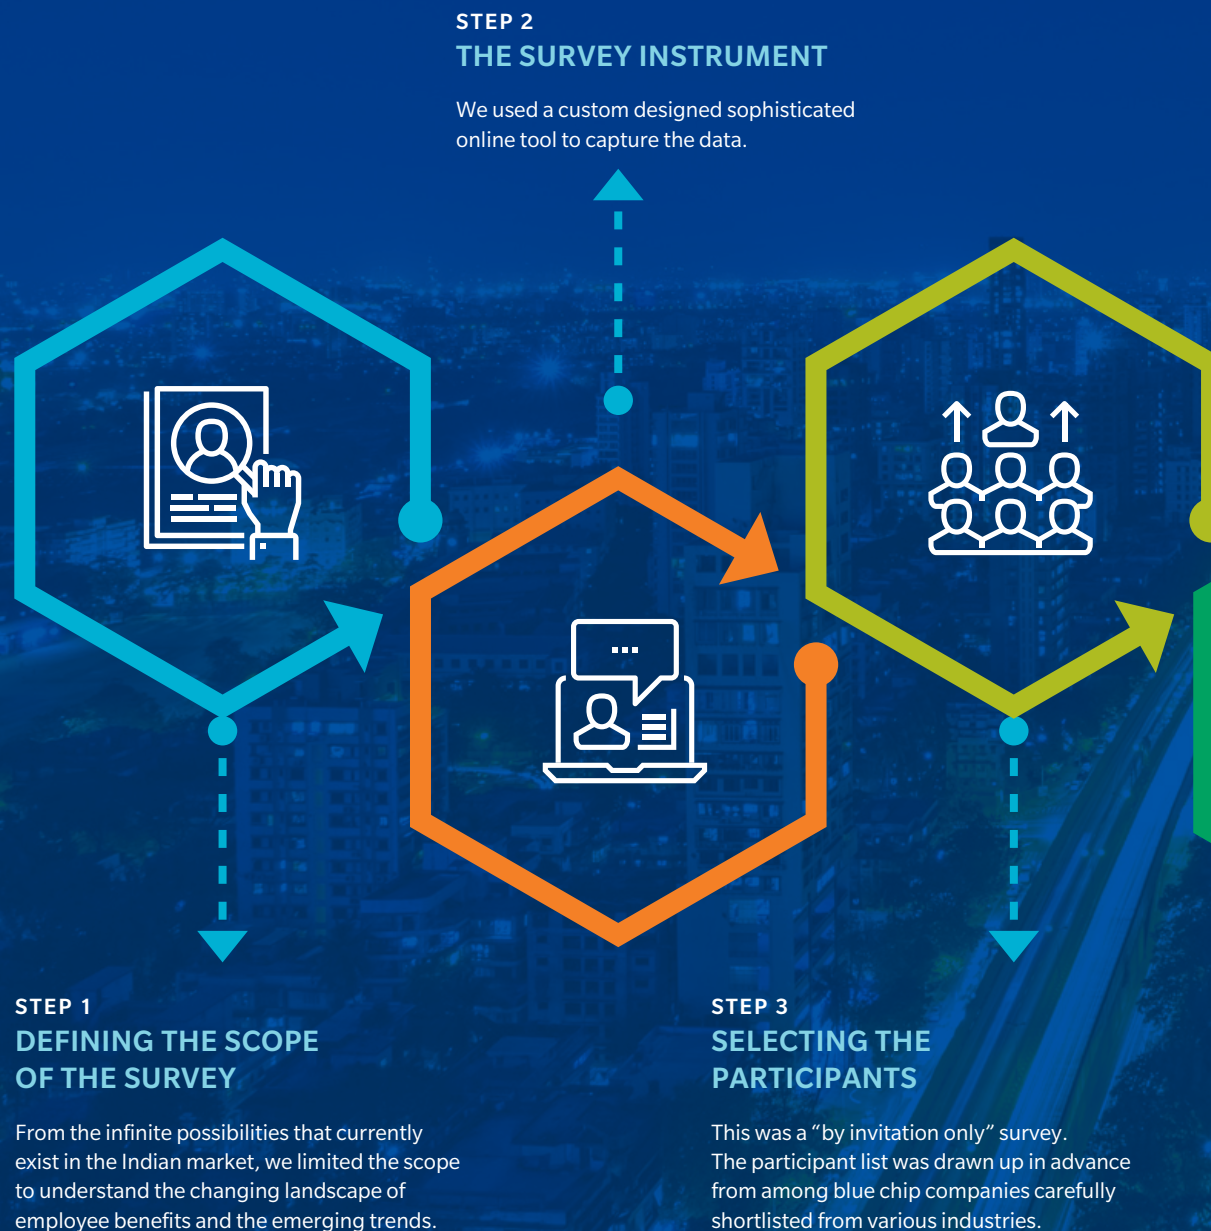 STEP 2
THE SURVEY INSTRUMENT
We used a custom designed sophisticated
online tool to capture the data.
STEP 1
DEFINING THE SCOPE
OF THE SURVEY
From the infinite possibilities that currently
exist in the Indian market, we limited the scope
to understand the changing landscape of
employee benefits and the emerging trends.
STEP 3
SELECTING THE
PARTICIPANTS
This was a “by invitation only” survey.
The participant list was drawn up in advance
from among blue chip companies carefully
shortlisted from various industries.